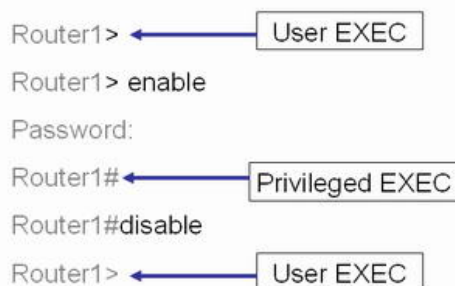 Router1> User EXEC
Router1> enable
Password:
Router1# Privileged EXEC
Router1#disable
Router1> User EXEC